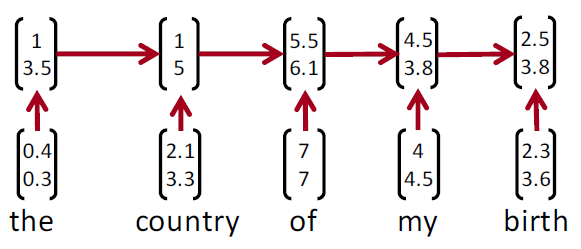 1 1 5.5 4.5 2.5
3.5 5 6.1 3.8 3.8
0.4 2.1 7 4 2.3
0.3 3.3 7 4.5 3.6
the country of my birth